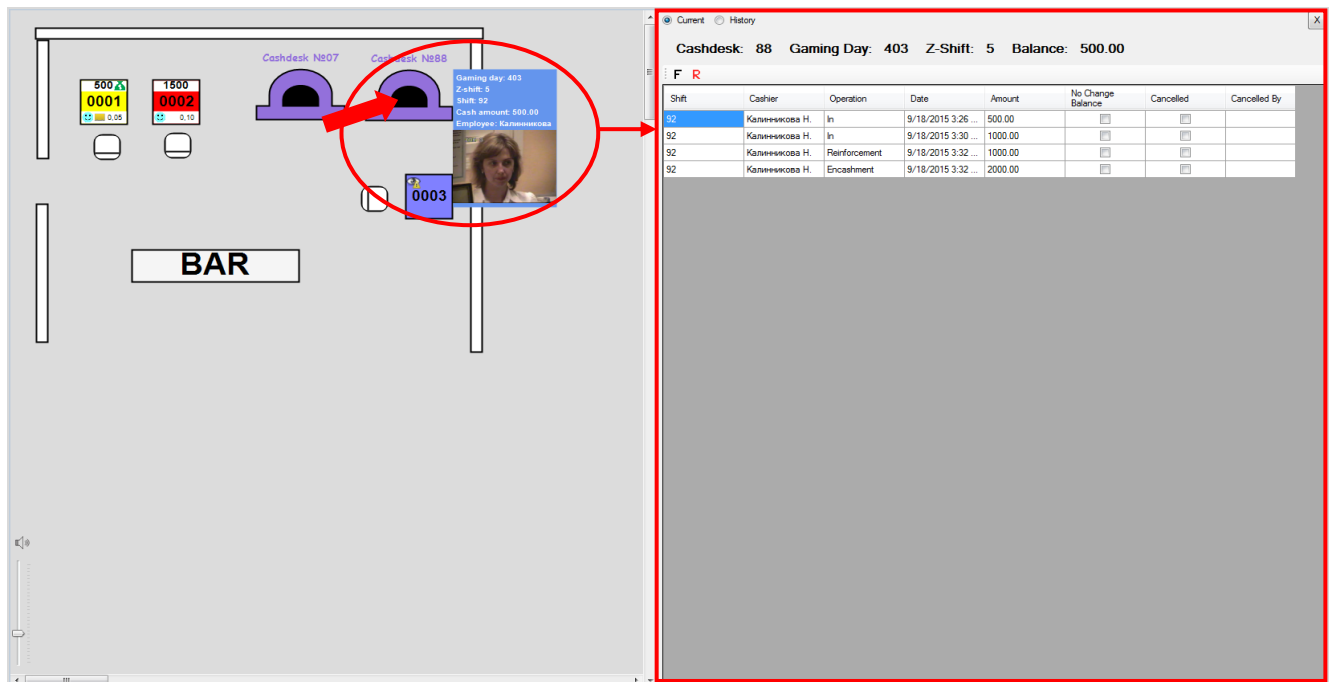 Cashdesk №07
Cashdesk №88
500
0001
0,05
1500
0002
0,10
Gaming day: 403
Z-shift: 5
Shift: 92
Cash amount: 500.00
Employee: Калинникова
0003
BAR
Current History X
Cashdesk: 88 Gaming Day: 403 Z-Shift: 5 Balance: 500.00
F R
Shift Cashier Operation Date Amount No Change Balance Cancelled Cancelled By
92 Калинникова Н. In 9/18/2015 3:26 ... 500.00
92 Калинникова Н. In 9/18/2015 3:30 ... 1000.00
92 Калинникова Н. Reinforcement 9/18/2015 3:32 ... 1000.00
92 Калинникова Н. Encashment 9/18/2015 3:32 ... 2000.00